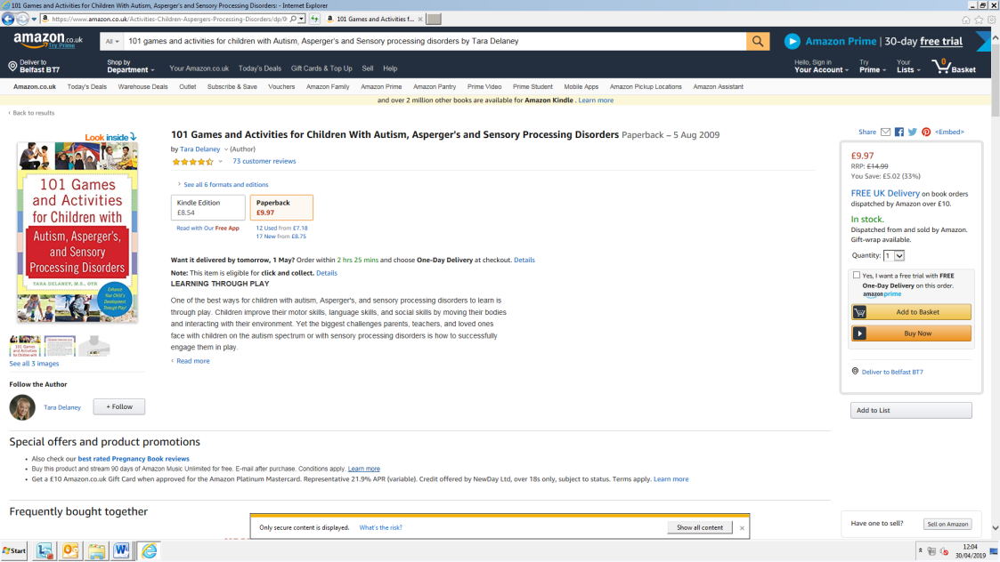 101 Games and Activities for Children With Autism, Asperger's and Sensory Processing Disorders: - Internet Explorer
https://www.amazon.co.uk/Activities-Children-Aspergers-Processing-Disorders/dp/0
101 Games and Activities f...
amazon.co.uk
Try Prime
All
101 games and activities for children with Autism, Asperger's and Sensory processing disorders by Tara Delaney
Amazon Prime | 30-day free trial
Deliver to
Belfast BT7
Shop by
Department
Your Amazon.co.uk Today's Deals Gift Cards & Top Up Sell Help
Hello, Sign in
Your Account
Try
Prime
Your
Lists
0
Basket
Amazon.co.uk Today's Deals Warehouse Deals Outlet Subscribe & Save Vouchers Amazon Family Amazon Prime Amazon Pantry Prime Video Prime Student Mobile Apps Amazon Pickup Locations Amazon Assistant
and over 2 million other books are available for Amazon Kindle . Learn more
‹ Back to results
Look inside
101 Games
and Activities
for Children with
Autism, Asperger's,
and Sensory
Processing Disorders
TARA DELANEY, M.S., OTR
Enhance
Your Child's
Development
Through Play!
See all 3 images
Follow the Author
Tara Delaney
+ Follow
101 Games and Activities for Children With Autism, Asperger's and Sensory Processing Disorders Paperback – 5 Aug 2009
by Tara Delaney (Author)
73 customer reviews
› See all 6 formats and editions
Kindle Edition
£8.54
Paperback
£9.97
Read with Our Free App
12 Used from £7.18
17 New from £8.75
Want it delivered by tomorrow, 1 May? Order within 2 hrs 25 mins and choose One-Day Delivery at checkout. Details
Note: This item is eligible for click and collect. Details
LEARNING THROUGH PLAY
One of the best ways for children with autism, Asperger's, and sensory processing disorders to learn is
through play. Children improve their motor skills, language skills, and social skills by moving their bodies
and interacting with their environment. Yet the biggest challenges parents, teachers, and loved ones
face with children on the autism spectrum or with sensory processing disorders is how to successfully
engage them in play.
‹ Read more
Share <Embed>
£9.97
RRP: £14.99
You Save: £5.02 (33%)
FREE UK Delivery on book orders
dispatched by Amazon over £10.
In stock.
Dispatched from and sold by Amazon.
Gift-wrap available.
Quantity: 1
Yes, I want a free trial with FREE
One-Day Delivery on this order.
amazon prime
Add to Basket
Buy Now
Deliver to Belfast BT7
Add to List
Special offers and product promotions
• Also check our best rated Pregnancy Book reviews
• Buy this product and stream 90 days of Amazon Music Unlimited for free. E-mail after purchase. Conditions apply. Learn more
• Get a £10 Amazon.co.uk Gift Card when approved for the Amazon Platinum Mastercard. Representative 21.9% APR (variable). Credit offered by NewDay Ltd, over 18s only, subject to status. Terms apply. Learn more
Frequently bought together
Have one to sell?
Sell on Amazon
Only secure content is displayed. What's the risk?
Show all content
Start
12:04
30/04/2019